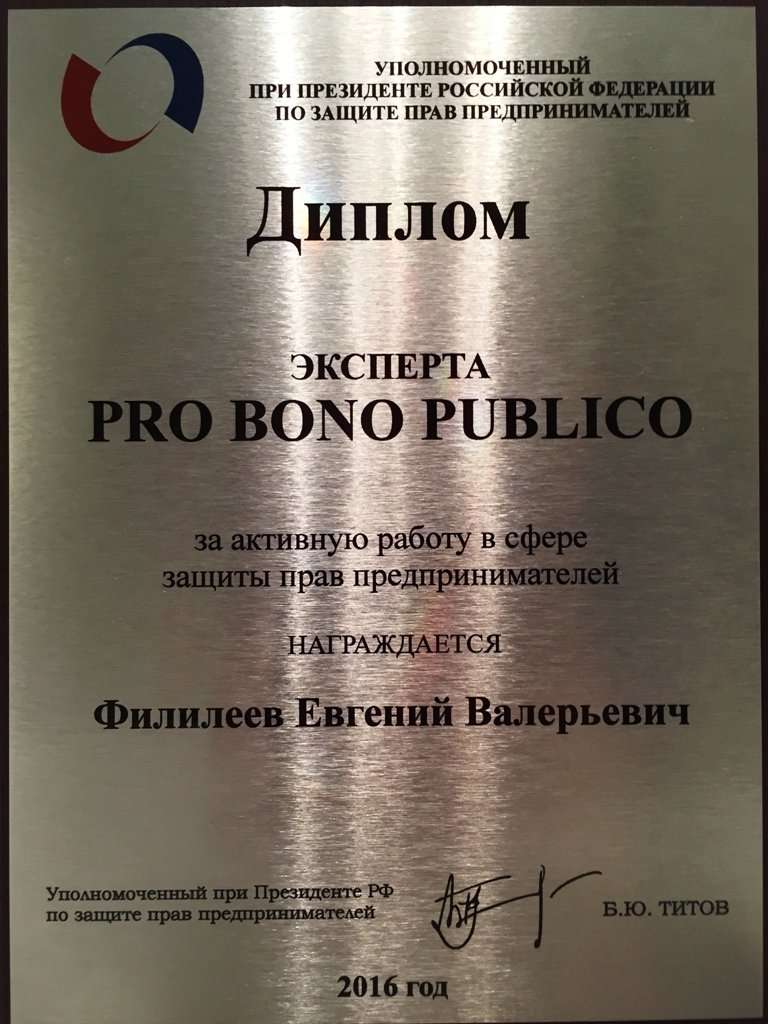 УПОЛНОМОЧЕННЫЙ
ПРИ ПРЕЗИДЕНТЕ РОССИЙСКОЙ ФЕДЕРАЦИИ
ПО ЗАЩИТЕ ПРАВ ПРЕДПРИНИМАТЕЛЕЙ
Диплом
ЭКСПЕРТА
PRO BONO PUBLICO
за активную работу в сфере
защиты прав предпринимателей
НАГРАЖДАЕТСЯ
Филилеев Евгений Валерьевич
Уполномоченный при Президенте РФ
по защите прав предпринимателей
Б.Ю. ТИТОВ
2016 год